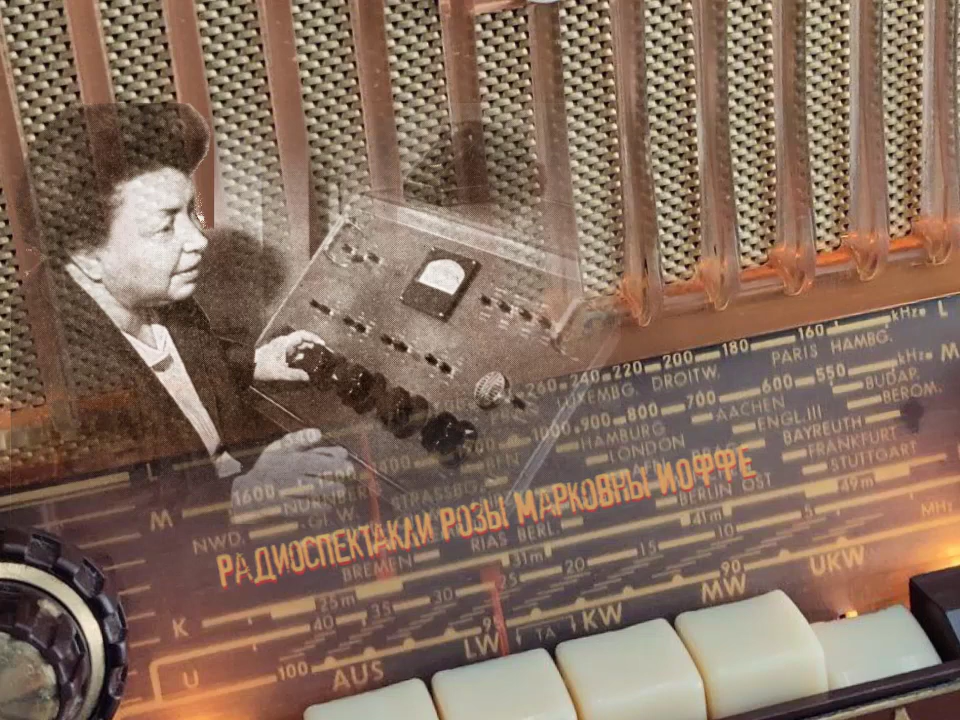 160 kHz L
260 240 220 200 180 PARIS HAMBG. M
LUXEMBG. DROITW. 600 550 kHz
1000 900 800 700 BUDAP.
HAMBURG AACHEN BEROM.
LONDON ENGL.III
BAYREUTH
L FRANKFURT
1600 STUTTGART
M NÜRNBERG STRASSBG. BERLIN OST 49m
NWD. GL.W.
РАДИОСПЕКТАКЛИ РОЗЫ МАРКОВНЫ ИОФФЕ
BREMEN RIAS BERL. 41m 5 MHz
25m 31m 15 10
K 40 35 30 25 20
U 100 95 90
AUS LW TA KW MW UKW